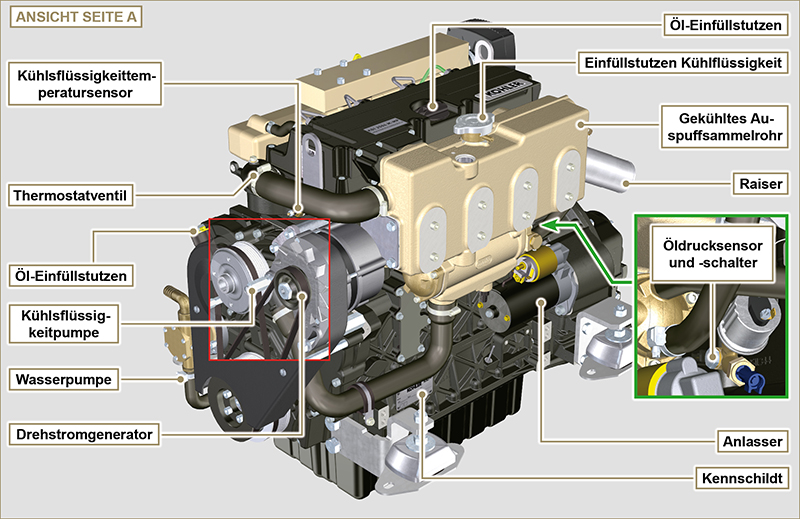 ANSICHT SEITE A
Öl-Einfüllstutzen
Einfüllstutzen Kühlflüssigkeit
Kühlsflüssigkeittem-
peratursensor
Gekühltes Au-
spuffsammelrohr
KOHLER
Thermostatventil
Raiser
Öldrucksensor
und -schalter
Öl-Einfüllstutzen
Kühlsflüssig-
keitpumpe
Wasserpumpe
Drehstromgenerator
Anlasser
Kennschildt